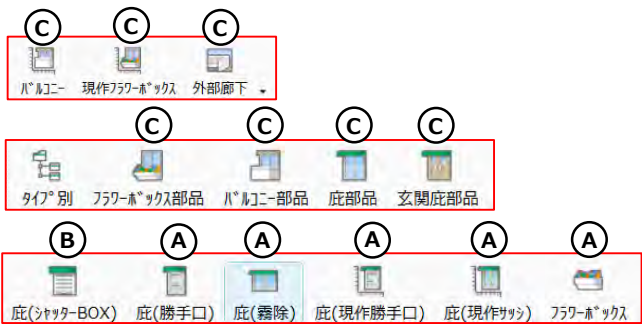 C C C
ﾊﾞﾙｺﾆｰ 現作ﾌﾗﾜｰﾎﾞｯｸｽ 外部廊下
C C C C
ﾀｲﾌﾟ別 ﾌﾗﾜｰﾎﾞｯｸｽ部品 ﾊﾞﾙｺﾆｰ部品 庇部品 玄関庇部品
B A A A A A
庇(ｼｬｯﾀｰBOX) 庇(勝手口) 庇(霧除) 庇(現作勝手口) 庇(現作ｻｯｼ) ﾌﾗﾜｰﾎﾞｯｸｽ